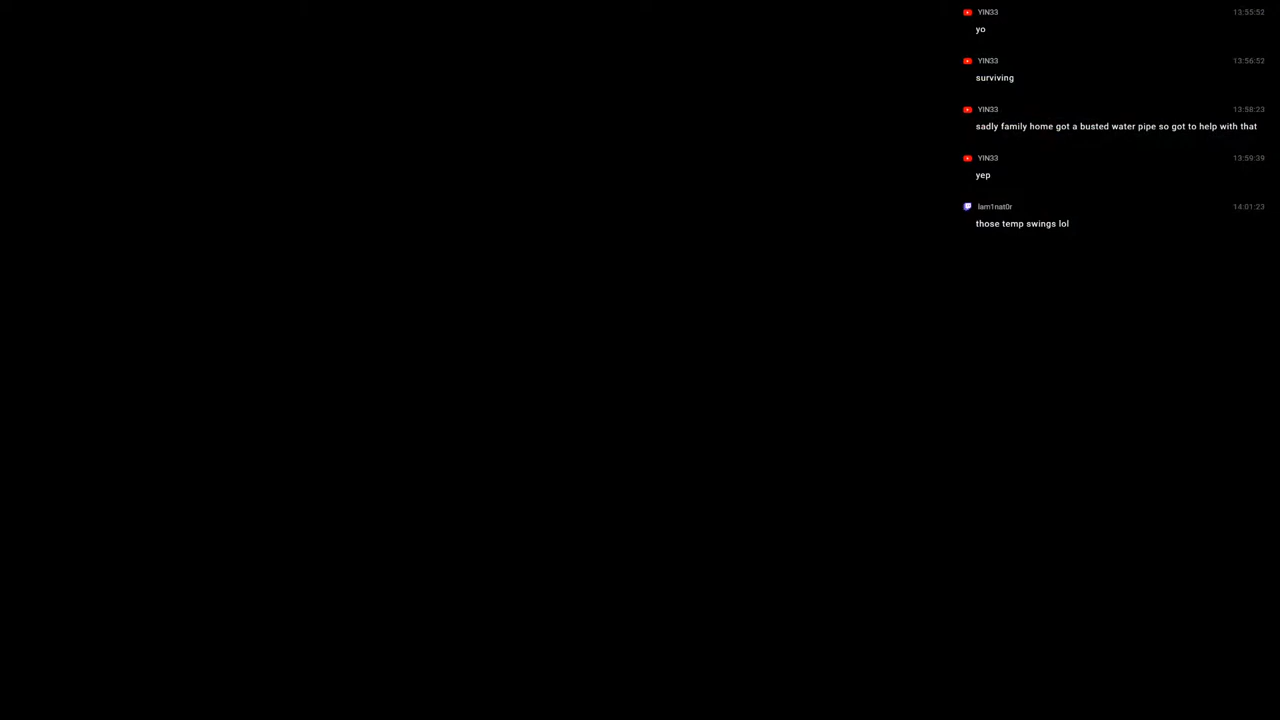 YIN33 13:55:52
yo
YIN33 13:56:52
surviving
YIN33 13:58:23
sadly family home got a busted water pipe so got to help with that
YIN33 13:59:39
yep
lam1nat0r 14:01:23
those temp swings lol